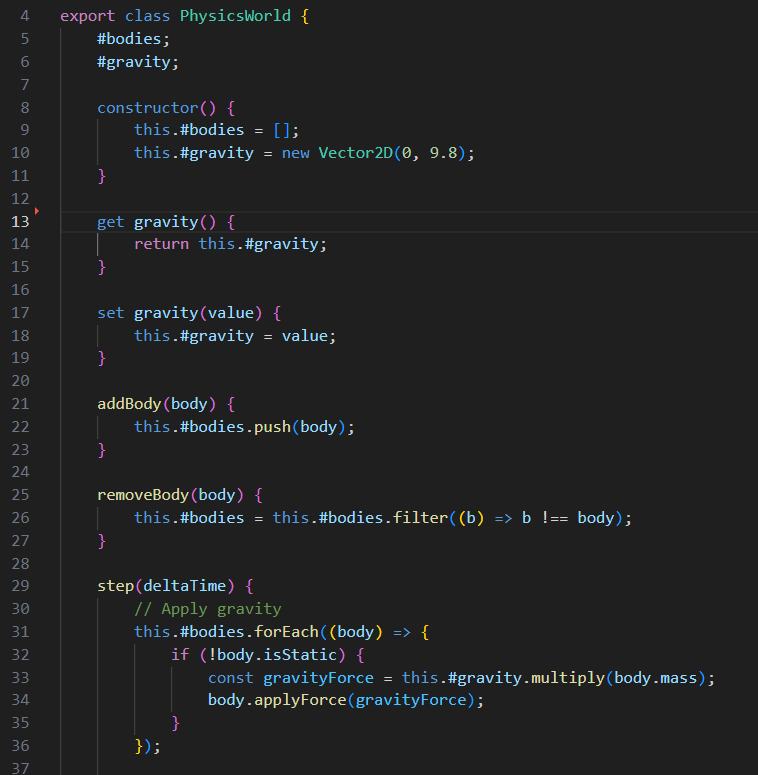 4 export class PhysicsWorld {
5 #bodies;
6 #gravity;
7
8 constructor() {
9 this.#bodies = [];
10 this.#gravity = new Vector2D(0, 9.8);
11 }
12
13 get gravity() {
14 return this.#gravity;
15 }
16
17 set gravity(value) {
18 this.#gravity = value;
19 }
20
21 addBody(body) {
22 this.#bodies.push(body);
23 }
24
25 removeBody(body) {
26 this.#bodies = this.#bodies.filter((b) => b !== body);
27 }
28
29 step(deltaTime) {
30 // Apply gravity
31 this.#bodies.forEach((body) => {
32 if (!body.isStatic) {
33 const gravityForce = this.#gravity.multiply(body.mass);
34 body.applyForce(gravityForce);
35 }
36 });
37